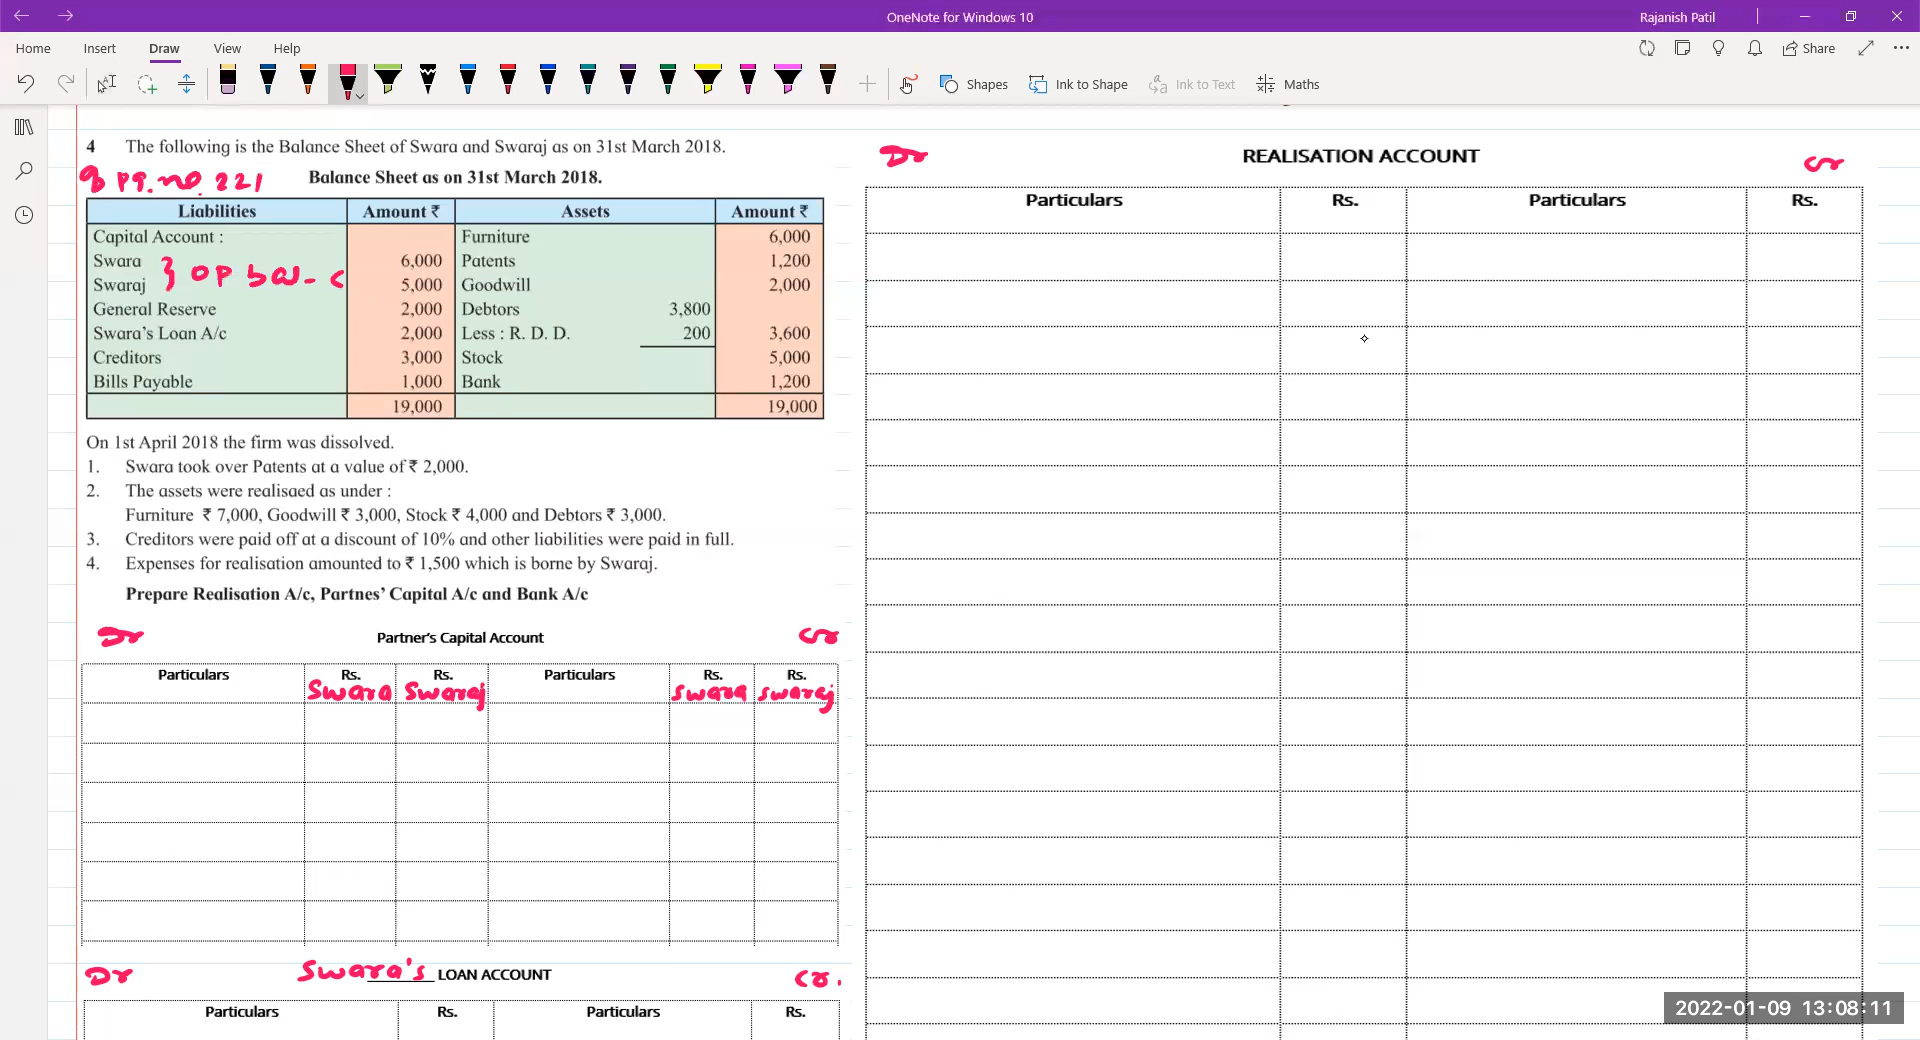 OneNote for Windows 10
Rajanish Patil
Home Insert Draw View Help
Share
Shapes Ink to Shape Ink to Text Maths
4 The following is the Balance Sheet of Swara and Swaraj as on 31st March 2018.
pg. no. 221 Balance Sheet as on 31st March 2018.
Liabilities Amount ₹ Assets Amount ₹
Capital Account : Furniture 6,000
Swara 6,000 Patents 1,200
} op bal - c
Swaraj 5,000 Goodwill 2,000
General Reserve 2,000 Debtors 3,800
Swara's Loan A/c 2,000 Less : R. D. D. 200 3,600
Creditors 3,000 Stock 5,000
Bills Payable 1,000 Bank 1,200
19,000 19,000
On 1st April 2018 the firm was dissolved.
1. Swara took over Patents at a value of ₹ 2,000.
2. The assets were realisaed as under :
Furniture ₹ 7,000, Goodwill ₹ 3,000, Stock ₹ 4,000 and Debtors ₹ 3,000.
3. Creditors were paid off at a discount of 10% and other liabilities were paid in full.
4. Expenses for realisation amounted to ₹ 1,500 which is borne by Swaraj.
Prepare Realisation A/c, Partnes' Capital A/c and Bank A/c
Dr Partner's Capital Account Cr
Particulars Rs. Rs. Particulars Rs. Rs.
Swara Swaraj Swara Swaraj
Dr Swara's LOAN ACCOUNT Cr.
Particulars Rs. Particulars Rs.
Dr REALISATION ACCOUNT Cr
Particulars Rs. Particulars Rs.
2022-01-09 13:08:11